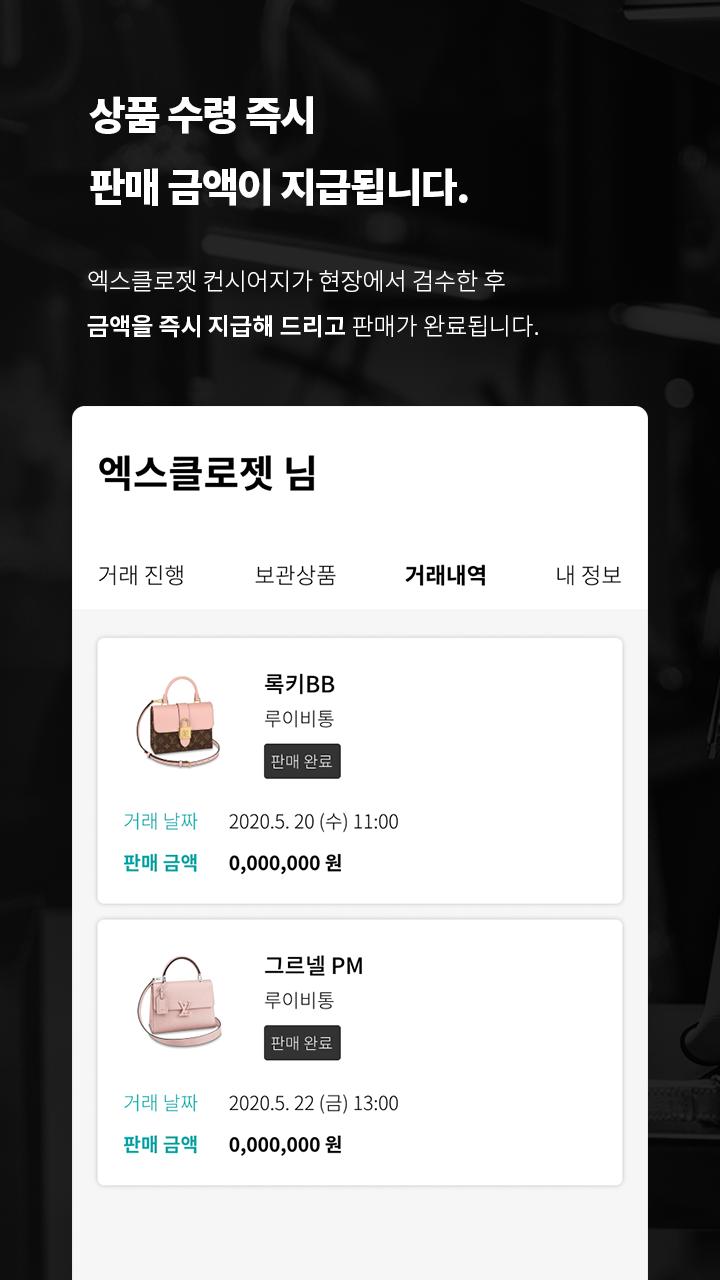 상품 수령 즉시
판매 금액이 지급됩니다.
엑스클로젯 컨시어지가 현장에서 검수한 후
금액을 즉시 지급해 드리고 판매가 완료됩니다.
엑스클로젯 님
거래 진행 보관상품 거래내역 내 정보
록키BB
루이비통
판매 완료
거래 날짜 2020.5. 20 (수) 11:00
판매 금액 0,000,000 원
그르넬 PM
루이비통
판매 완료
거래 날짜 2020.5. 22 (금) 13:00
판매 금액 0,000,000 원